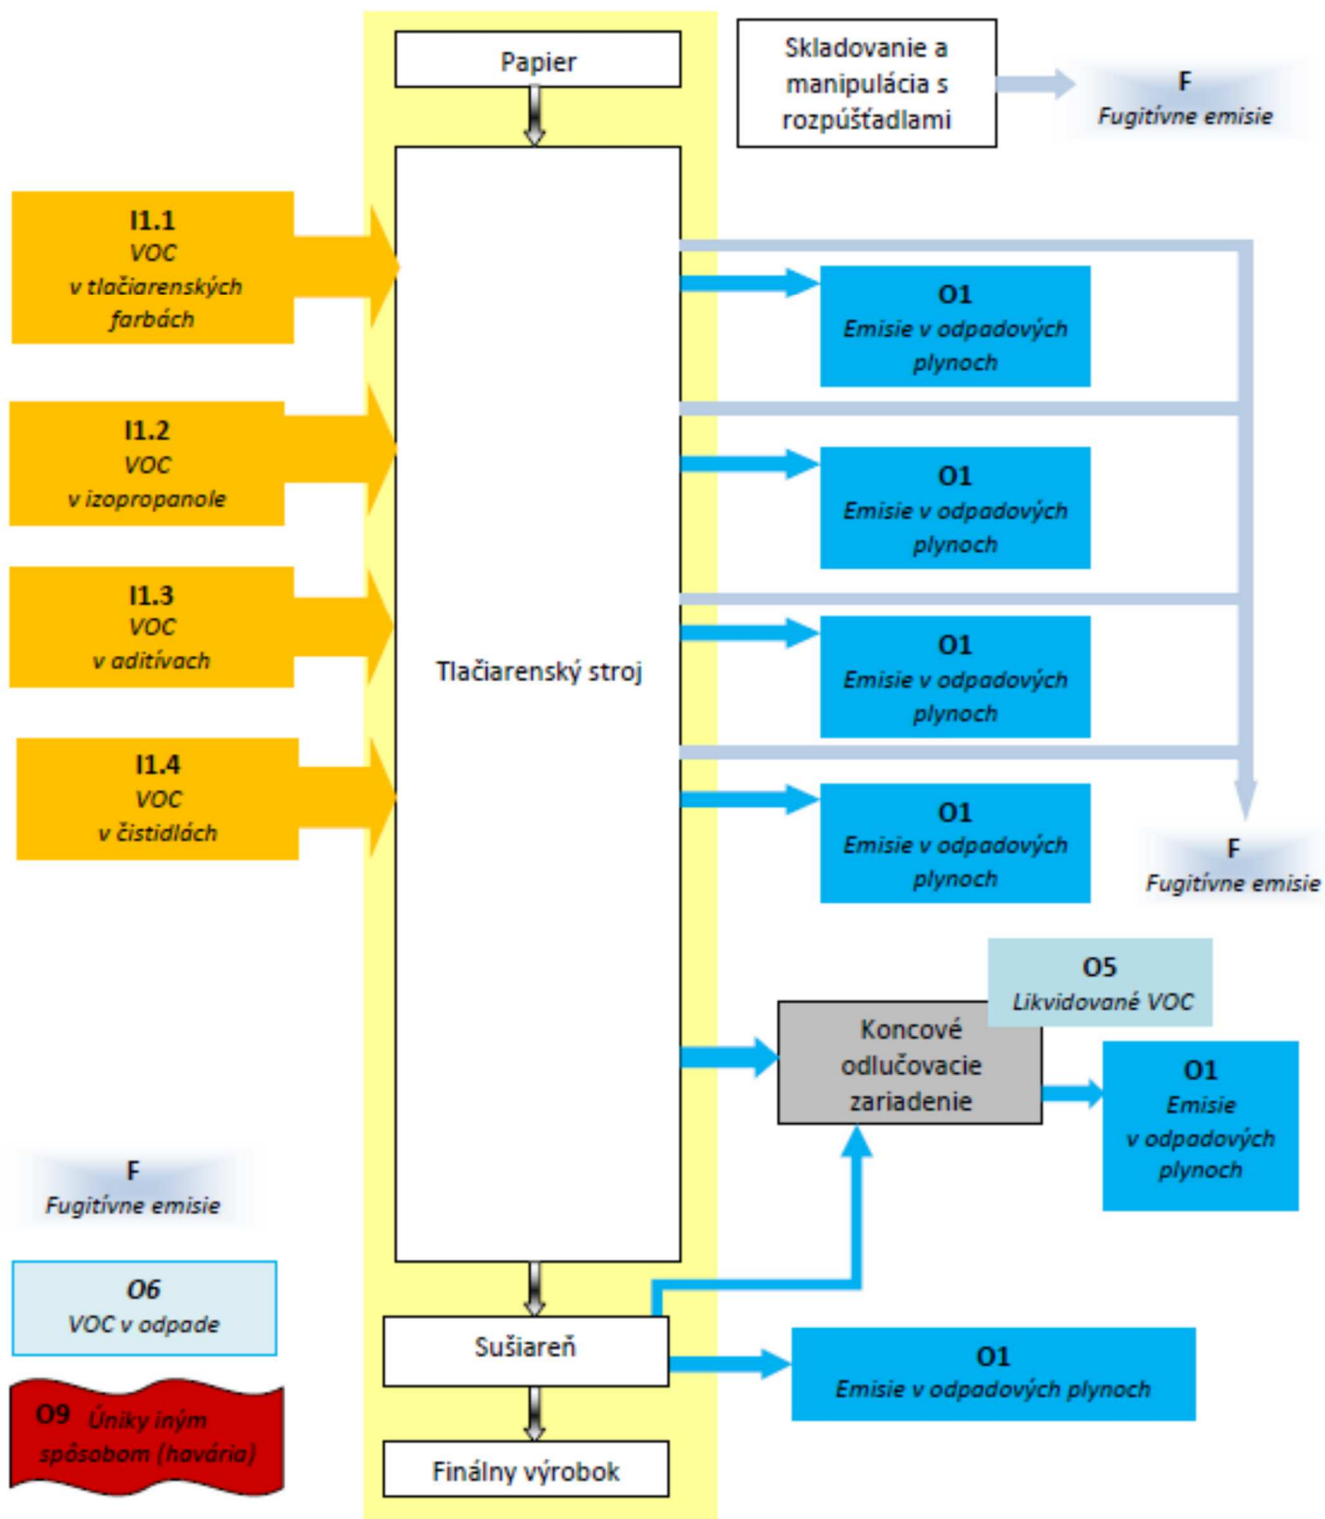 Papier
Skladovanie a
manipulácia s
rozpúšťadlami
F
Fugitívne emisie
I1.1
VOC
v tlačiarenských
farbách
O1
Emisie v odpadových
plynoch
I1.2
VOC
v izopropanole
O1
Emisie v odpadových
plynoch
I1.3
VOC
v aditívach
Tlačiarenský stroj
O1
Emisie v odpadových
plynoch
I1.4
VOC
v čistidlách
O1
Emisie v odpadových
plynoch
F
Fugitívne emisie
O5
Likvidované VOC
Koncové
odlučovacie
zariadenie
O1
Emisie
v odpadových
plynoch
F
Fugitívne emisie
O6
VOC v odpade
Sušiareň
O1
Emisie v odpadových plynoch
O9 Úniky iným
spôsobom (havária)
Finálny výrobok